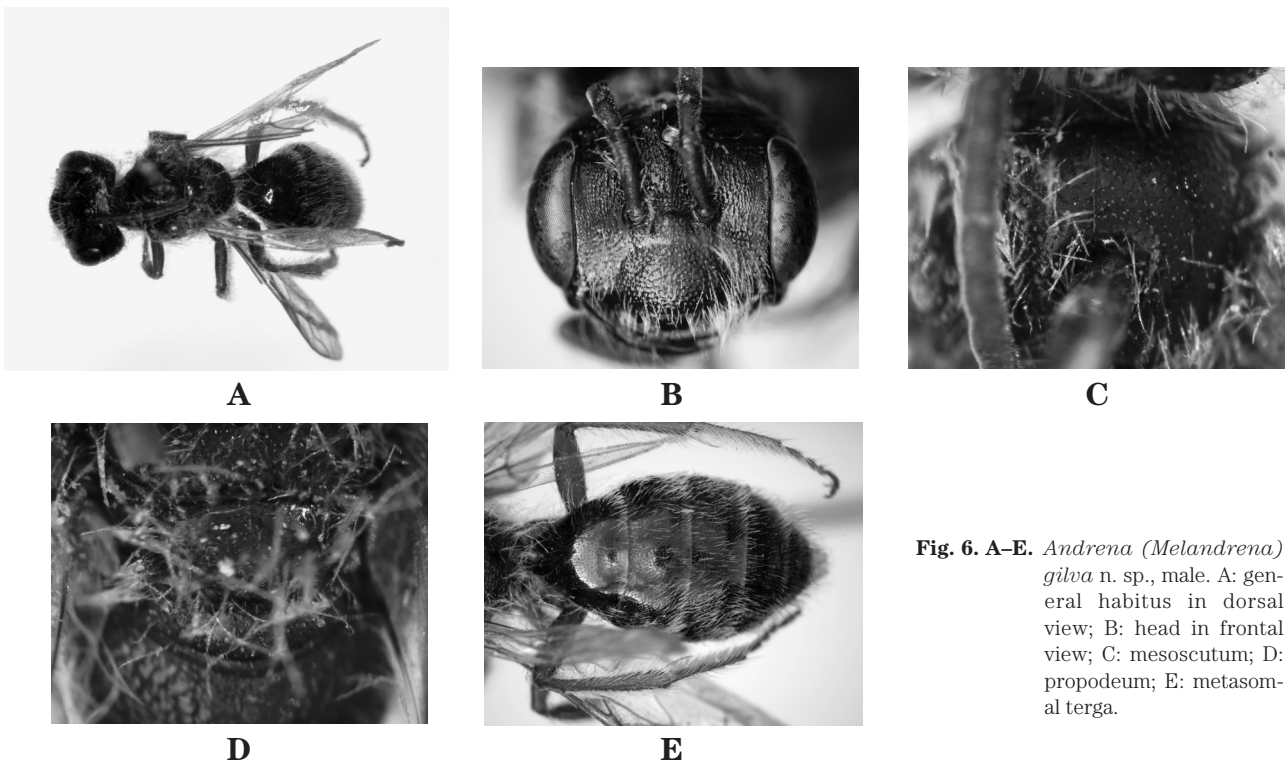 A
B
C
D
E
Fig. 6. A–E. Andrena (Melandrena)
gilva n. sp., male. A: gen-
eral habitus in dorsal
view; B: head in frontal
view; C: mesoscutum; D:
propodeum; E: metasom-
al terga.